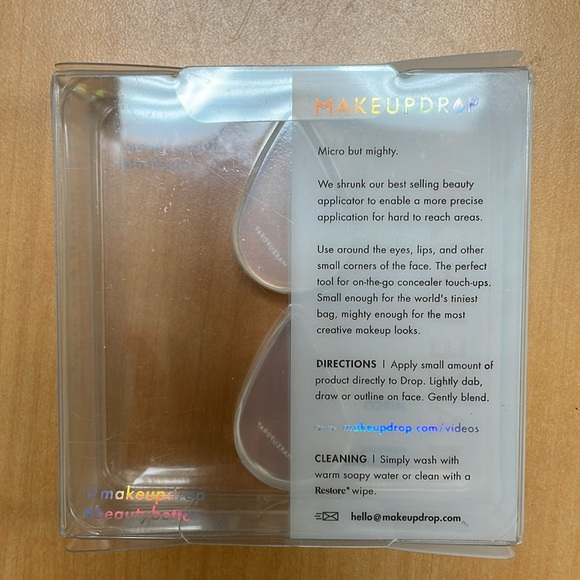 MAKEUPDROP
Micro but mighty.
We shrunk our best selling beauty
applicator to enable a more precise
application for hard to reach areas.
Use around the eyes, lips, and other
small corners of the face. The perfect
tool for on-the-go concealer touch-ups.
Small enough for the world's tiniest
bag, mighty enough for the most
creative makeup looks.
DIRECTIONS | Apply small amount of
product directly to Drop. Lightly dab,
draw or outline on face. Gently blend.
makeupdrop.com/videos
CLEANING | Simply wash with
warm soapy water or clean with a
Restore® wipe.
hello@makeupdrop.com
@makeupdrop
MAKEUPDROP
MAKEUPDROP